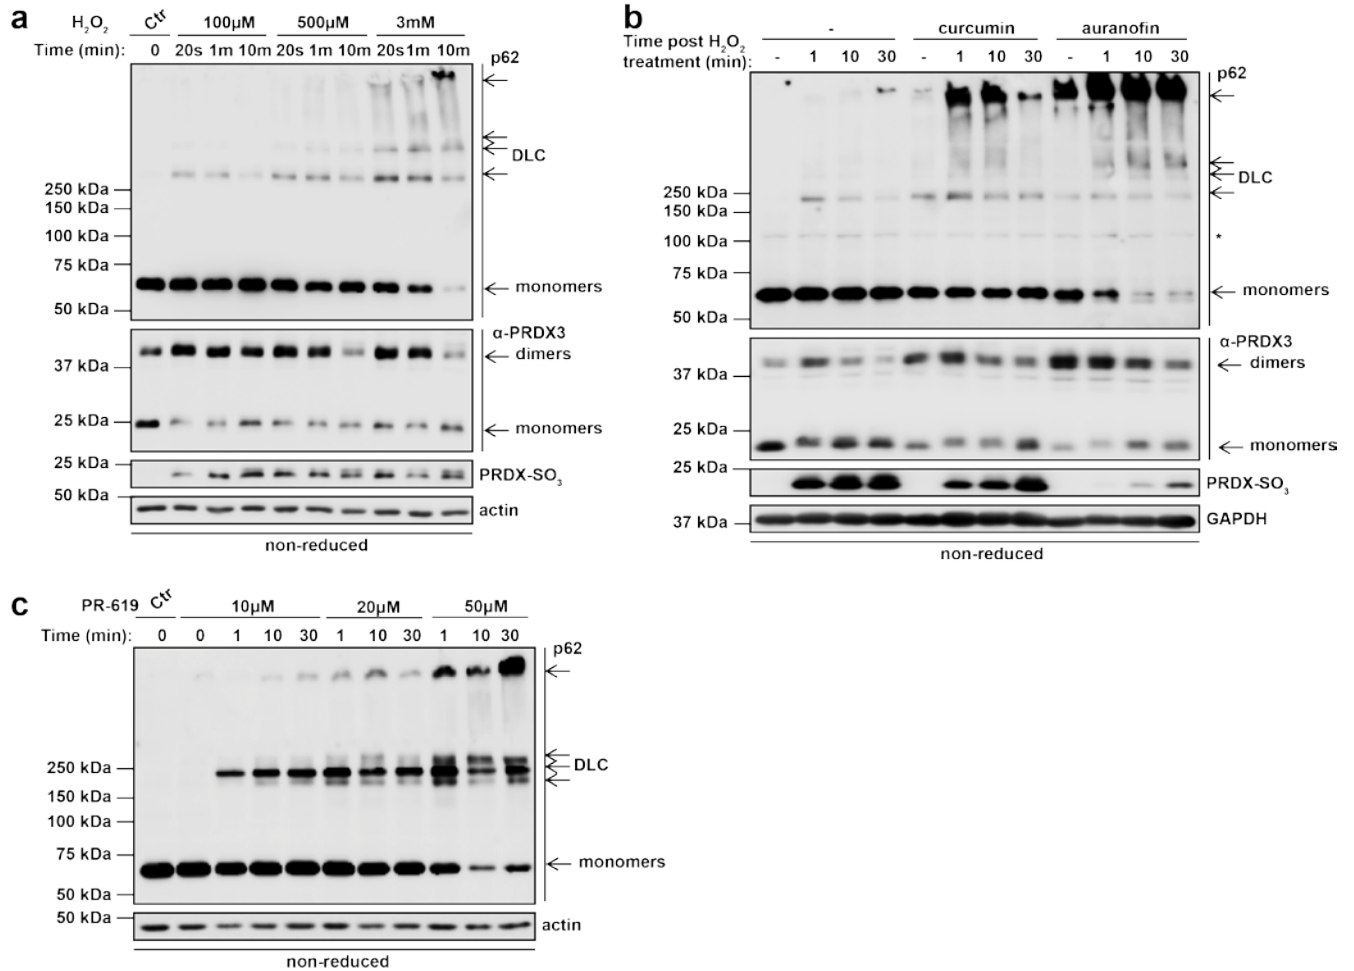 a
H₂O₂ Ctr 100µM 500µM 3mM
Time (min): 0 20s 1m 10m 20s 1m 10m 20s 1m 10m
p62
DLC
250 kDa
150 kDa
100 kDa
75 kDa
monomers
50 kDa
α-PRDX3
dimers
37 kDa
25 kDa
monomers
25 kDa
PRDX-SO₃
50 kDa
actin
non-reduced
b
- curcumin auranofin
Time post H₂O₂
treatment (min): - 1 10 30 - 1 10 30 - 1 10 30
p62
DLC
250 kDa
150 kDa
*
100 kDa
75 kDa
monomers
50 kDa
α-PRDX3
dimers
37 kDa
25 kDa
monomers
25 kDa
PRDX-SO₃
GAPDH
37 kDa
non-reduced
c
PR-619 Ctr 10µM 20µM 50µM
Time (min): 0 0 1 10 30 1 10 30 1 10 30
p62
DLC
250 kDa
150 kDa
100 kDa
75 kDa
monomers
50 kDa
50 kDa
actin
non-reduced